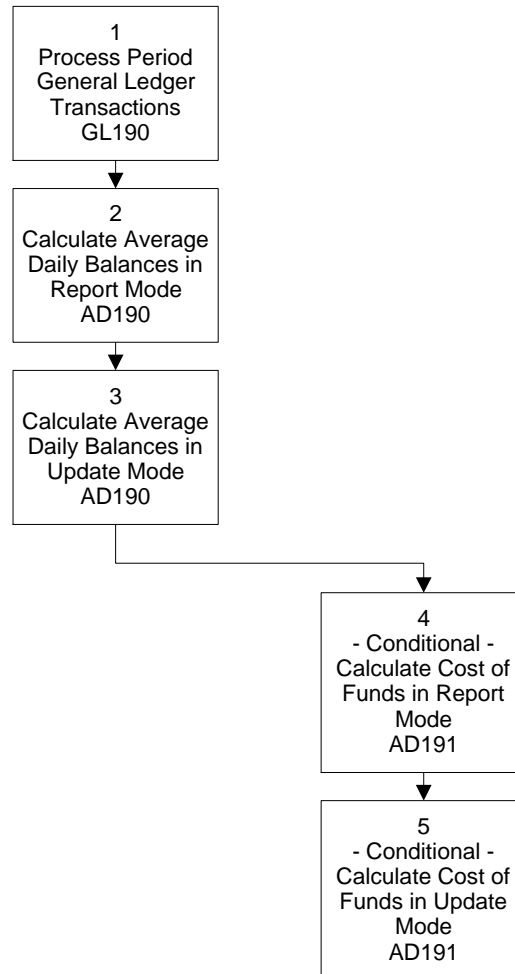 1
Process Period
General Ledger
Transactions
GL190
2
Calculate Average
Daily Balances in
Report Mode
AD190
3
Calculate Average
Daily Balances in
Update Mode
AD190
4
- Conditional -
Calculate Cost of
Funds in Report
Mode
AD191
5
- Conditional -
Calculate Cost of
Funds in Update
Mode
AD191